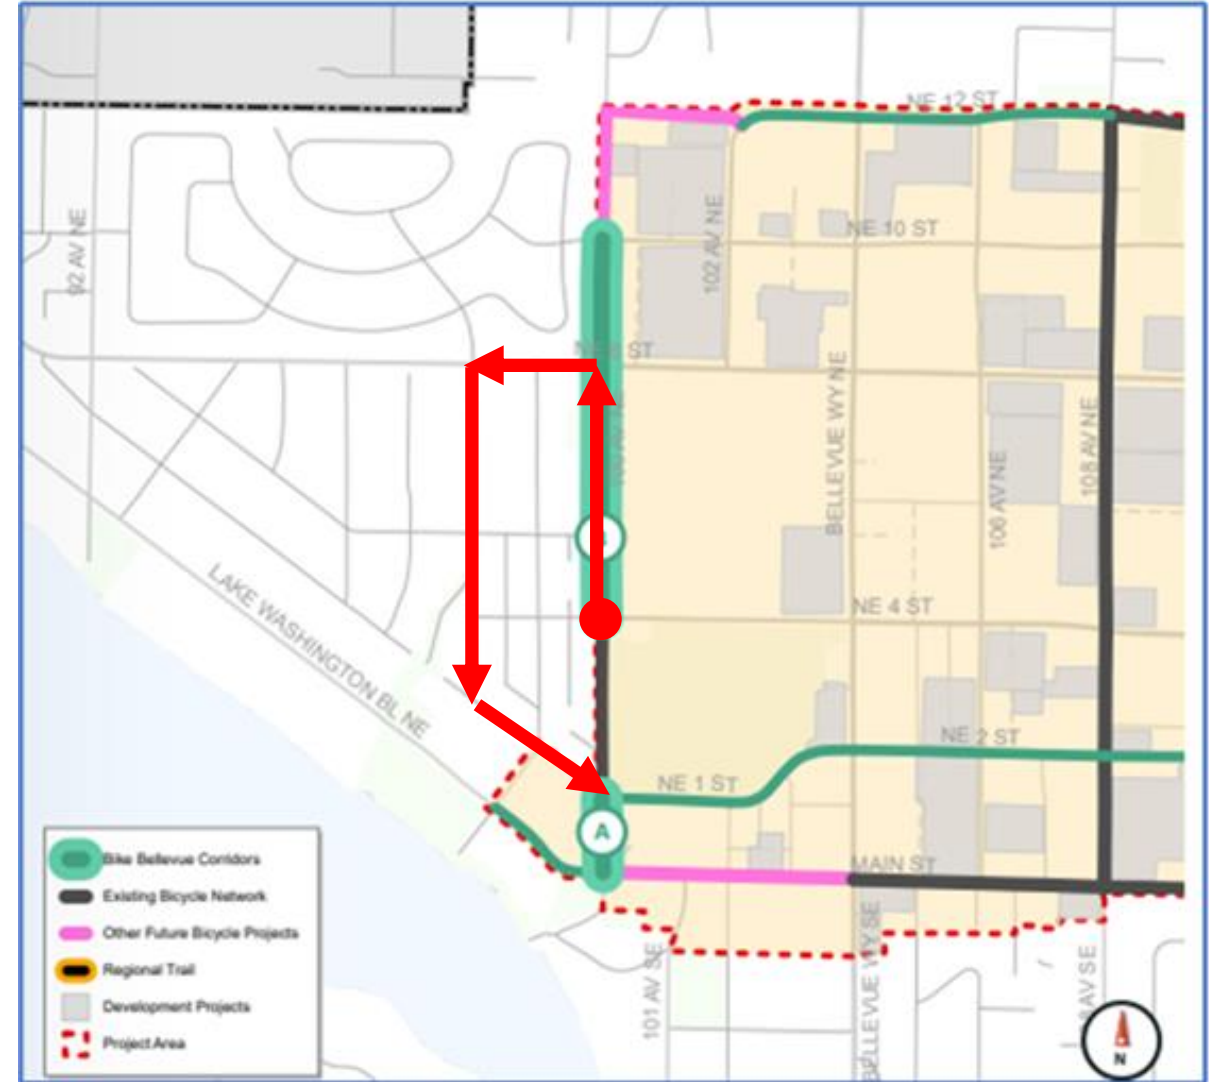 NE 12 ST
92 AV NE
102 AV NE
NE 10 ST
ST
BELLEVUE WY NE
108 AV NE
106 AV NE
LAKE WASHINGTON BL NE
NE 4 ST
NE 2 ST
NE 1 ST
A
MAIN ST
Bike Bellevue Corridors
Existing Bicycle Network
Other Future Bicycle Projects
Regional Trail
Development Projects
Project Area
101 AV SE
BELLEVUE WY SE
AV SE
N